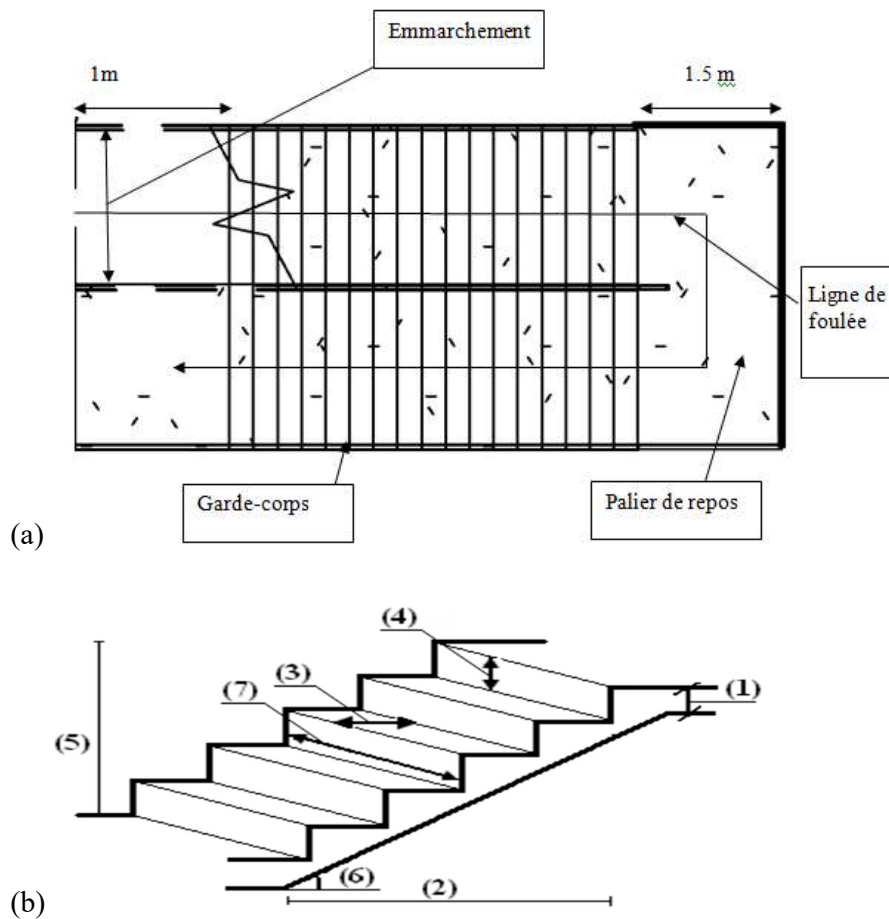 Emmarchement
1m
1.5 m
Ligne de
foulée
Garde-corps
Palier de repos
(a)
(4)
(3)
(7)
(1)
(5)
(6)
(2)
(b)